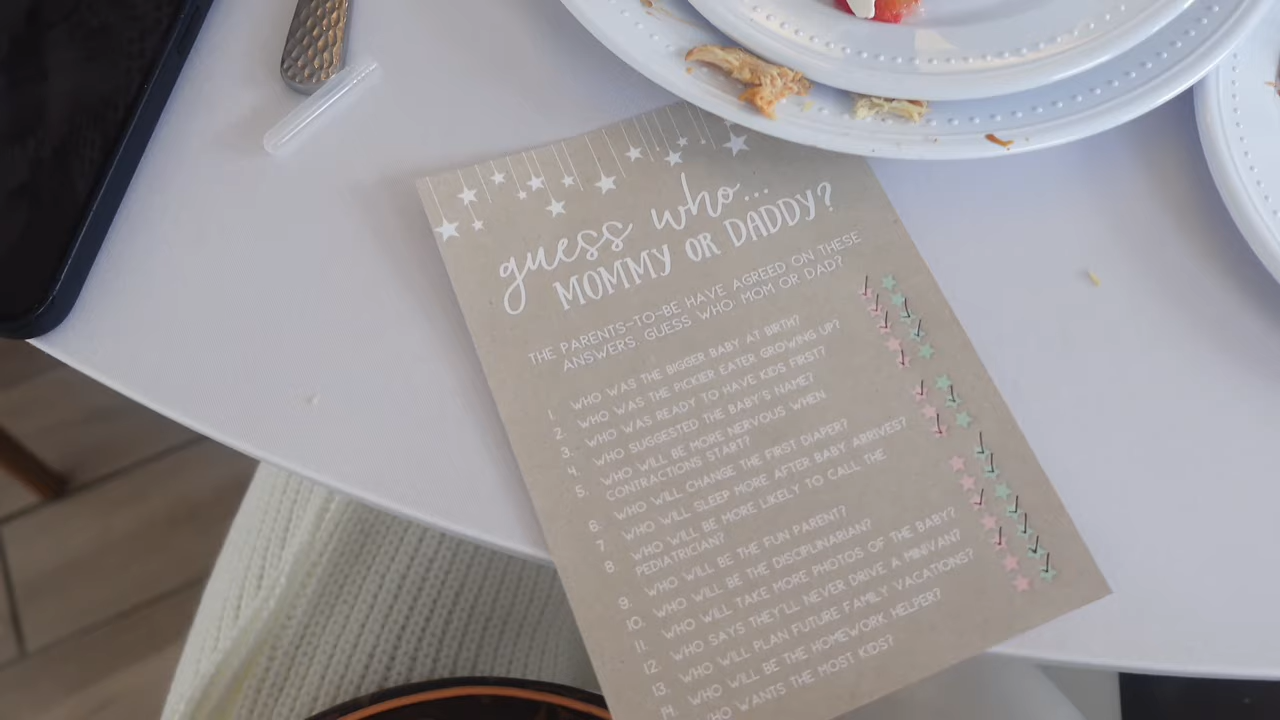 guess who...
MOMMY OR DADDY?
THE PARENTS-TO-BE HAVE AGREED ON THESE
ANSWERS. GUESS WHO: MOM OR DAD?
1. WHO WAS THE BIGGER BABY AT BIRTH?
2. WHO WAS THE PICKIER EATER GROWING UP?
3. WHO WAS READY TO HAVE KIDS FIRST?
4. WHO SUGGESTED THE BABY'S NAME?
5. WHO WILL BE MORE NERVOUS WHEN
CONTRACTIONS START?
6. WHO WILL CHANGE THE FIRST DIAPER?
7. WHO WILL SLEEP MORE AFTER BABY ARRIVES?
8. WHO WILL BE MORE LIKELY TO CALL THE
PEDIATRICIAN?
9. WHO WILL BE THE FUN PARENT?
10. WHO WILL BE THE DISCIPLINARIAN?
11. WHO WILL TAKE MORE PHOTOS OF THE BABY?
12. WHO SAYS THEY'LL NEVER DRIVE A MINIVAN?
13. WHO WILL PLAN FUTURE FAMILY VACATIONS?
14. WHO WILL BE THE HOMEWORK HELPER?
WHO WANTS THE MOST KIDS?